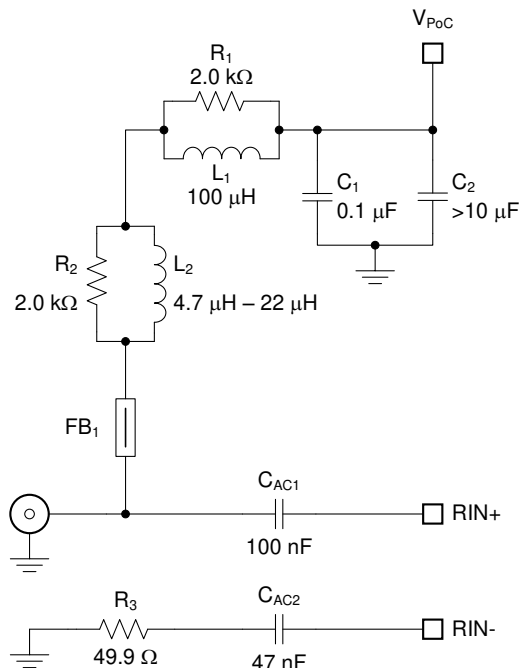 V_PoC
R1
2.0 kΩ
L1
100 μH
C1
0.1 μF
C2
>10 μF
R2
2.0 kΩ
L2
4.7 μH – 22 μH
FB1
CAC1
100 nF
RIN+
R3
49.9 Ω
CAC2
47 nF
RIN-